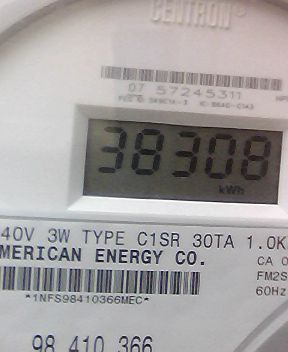 CENTRON®
07 57245311
38308
kWh
40V 3W TYPE C1SR 30TA 1.0K
MERICAN ENERGY CO.
CA 0
FM2S
60Hz
*1NFS98410366MEC*
98 410 366